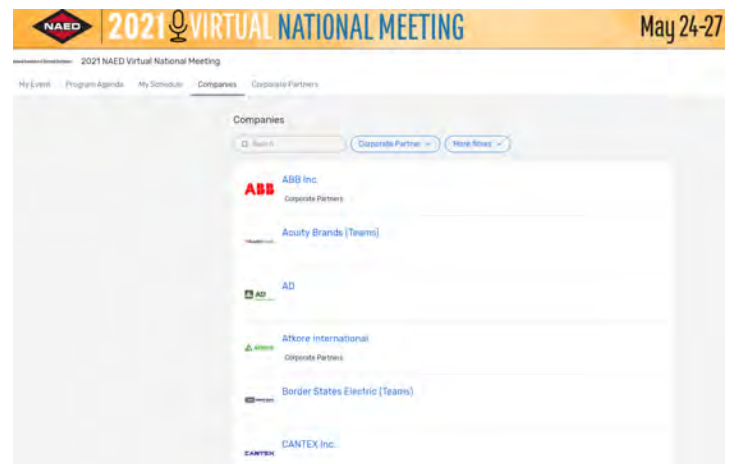 NAED 2021 VIRTUAL NATIONAL MEETING May 24-27
2021 NAED Virtual National Meeting
My Event Program Agenda My Schedule Companies Corporate Partners
Companies
Search Corporate Partner More filters
ABB ABB Inc.
Corporate Partners
Acuity Brands (Teams)
AD AD
Atkore Atkore International
Corporate Partners
Border States Electric (Teams)
CANTEX CANTEX Inc.